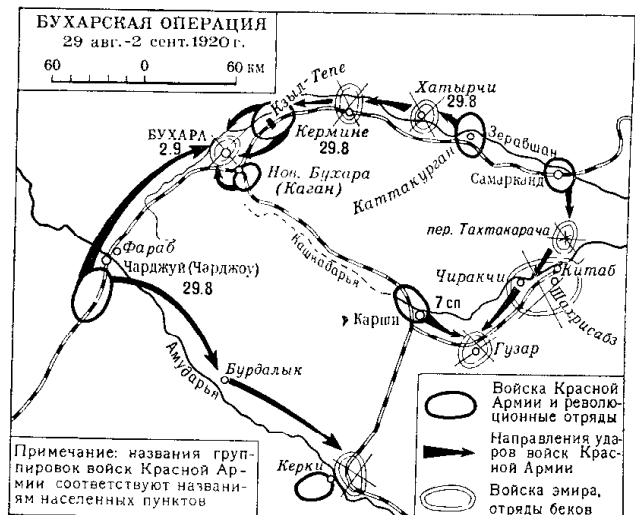 БУХАРСКАЯ ОПЕРАЦИЯ
29 авг.-2 сент. 1920 г.
60 0 60 км
Хатырчи
29.8
Кзыл-Тепе
Кермине
29.8
Зерабшан
БУХАРА
2.9
Нов. Бухара
(Каган)
Каттакурган
Самарканд
пер. Тахтакарача
Фараб
Чарджуй (Чарджоу)
29.8
Кашкадарья
Чиракчи
Китаб
Шахрисабз
7 сп
Карши
Гузар
Амударья
Бурдалык
Керки
Войска Красной
Армии и револю-
ционные отряды
Направления уда-
ров войск Крас-
ной Армии
Войска эмира,
отряды беков
Примечание: названия груп-
пировок войск Красной Ар-
мии соответствуют названи-
ям населенных пунктов